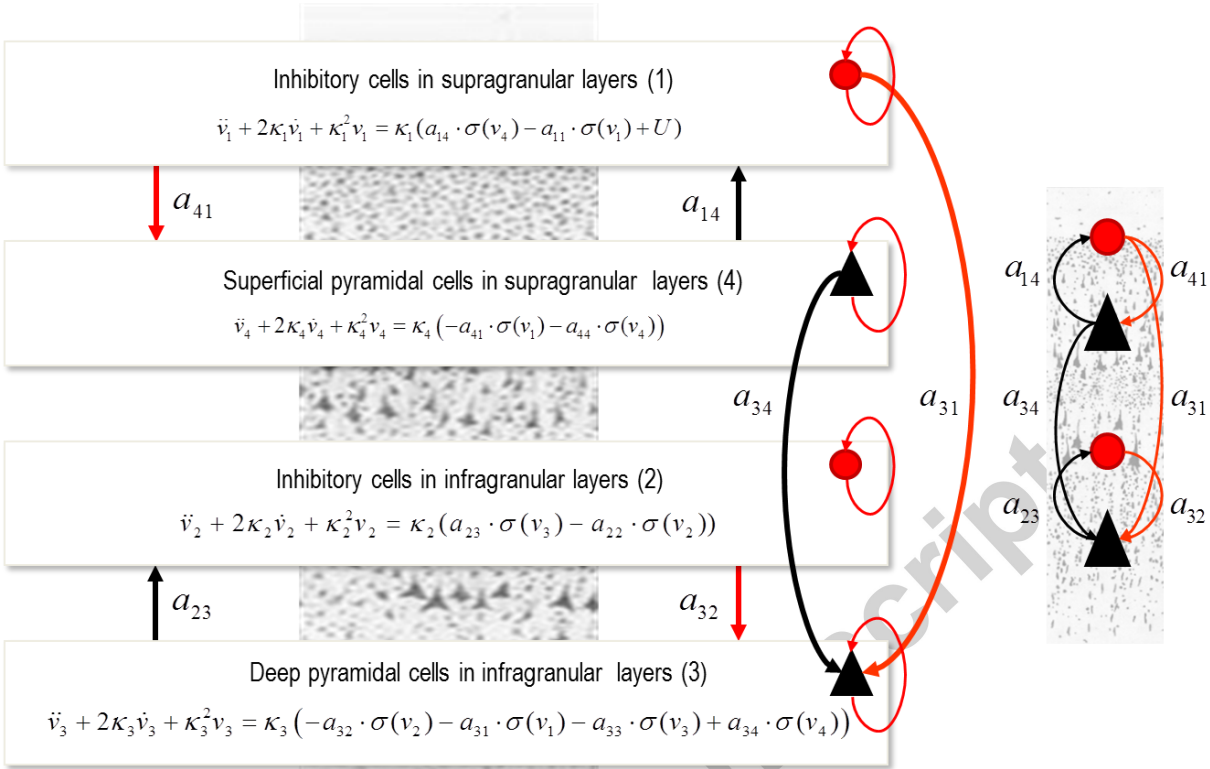 Inhibitory cells in supragranular layers (1)
v̈₁ + 2κ₁v̇₁ + κ₁²v₁ = κ₁(a₁₄ · σ(v₄) − a₁₁ · σ(v₁) + U)
a₄₁
a₁₄
Superficial pyramidal cells in supragranular layers (4)
v̈₄ + 2κ₄v̇₄ + κ₄²v₄ = κ₄(−a₄₁ · σ(v₁) − a₄₄ · σ(v₄))
a₃₄
a₃₁
Inhibitory cells in infragranular layers (2)
v̈₂ + 2κ₂v̇₂ + κ₂²v₂ = κ₂(a₂₃ · σ(v₃) − a₂₂ · σ(v₂))
a₂₃
a₃₂
Deep pyramidal cells in infragranular layers (3)
v̈₃ + 2κ₃v̇₃ + κ₃²v₃ = κ₃(−a₃₂ · σ(v₂) − a₃₁ · σ(v₁) − a₃₃ · σ(v₃) + a₃₄ · σ(v₄))
a₁₄
a₄₁
a₃₄
a₃₁
a₂₃
a₃₂
cript